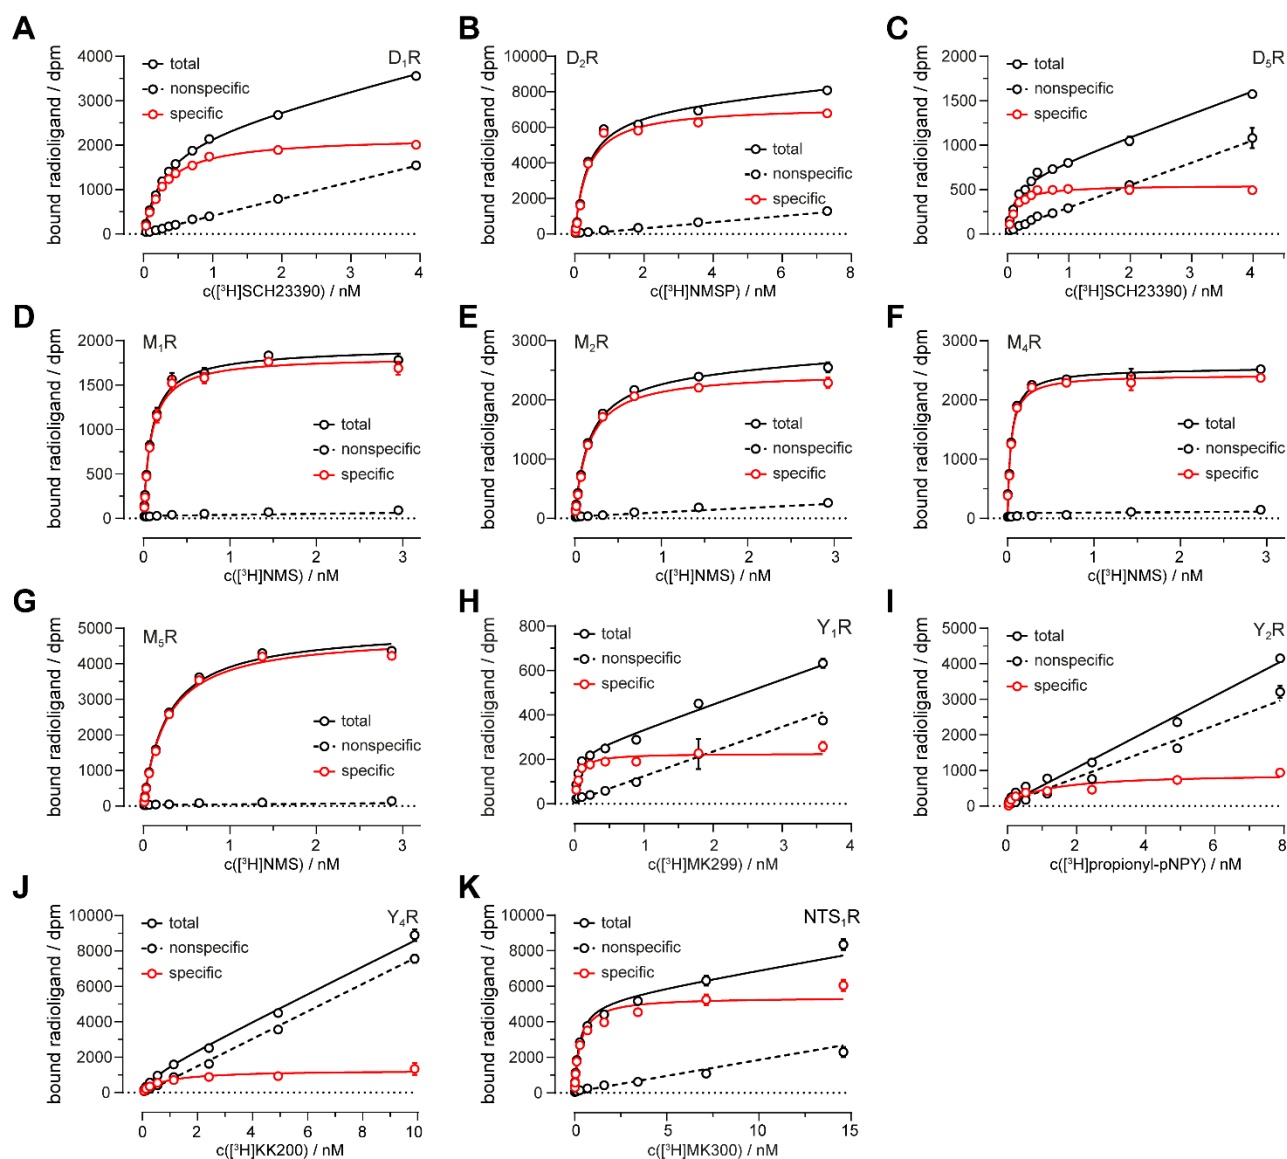 A
D₁R
bound radioligand / dpm
4000
3000
2000
1000
0
total
nonspecific
specific
0 1 2 3 4
c([³H]SCH23390) / nM
B
D₂R
bound radioligand / dpm
10000
8000
6000
4000
2000
0
total
nonspecific
specific
0 2 4 6 8
c([³H]NMSP) / nM
C
D₅R
bound radioligand / dpm
2000
1500
1000
500
0
total
nonspecific
specific
0 1 2 3 4
c([³H]SCH23390) / nM
D
M₁R
bound radioligand / dpm
2000
1500
1000
500
0
total
nonspecific
specific
0 1 2 3
c([³H]NMS) / nM
E
M₂R
bound radioligand / dpm
3000
2000
1000
0
total
nonspecific
specific
0 1 2 3
c([³H]NMS) / nM
F
M₄R
bound radioligand / dpm
3000
2000
1000
0
total
nonspecific
specific
0 1 2 3
c([³H]NMS) / nM
G
M₅R
bound radioligand / dpm
5000
4000
3000
2000
1000
0
total
nonspecific
specific
0 1 2 3
c([³H]NMS) / nM
H
Y₁R
bound radioligand / dpm
800
600
400
200
0
total
nonspecific
specific
0 1 2 3 4
c([³H]MK299) / nM
I
Y₂R
bound radioligand / dpm
5000
4000
3000
2000
1000
0
total
nonspecific
specific
0 2 4 6 8
c([³H]propionyl-pNPY) / nM
J
Y₄R
bound radioligand / dpm
10000
8000
6000
4000
2000
0
total
nonspecific
specific
0 2 4 6 8 10
c([³H]KK200) / nM
K
NTS₁R
bound radioligand / dpm
10000
8000
6000
4000
2000
0
total
nonspecific
specific
0 5 10 15
c([³H]MK300) / nM